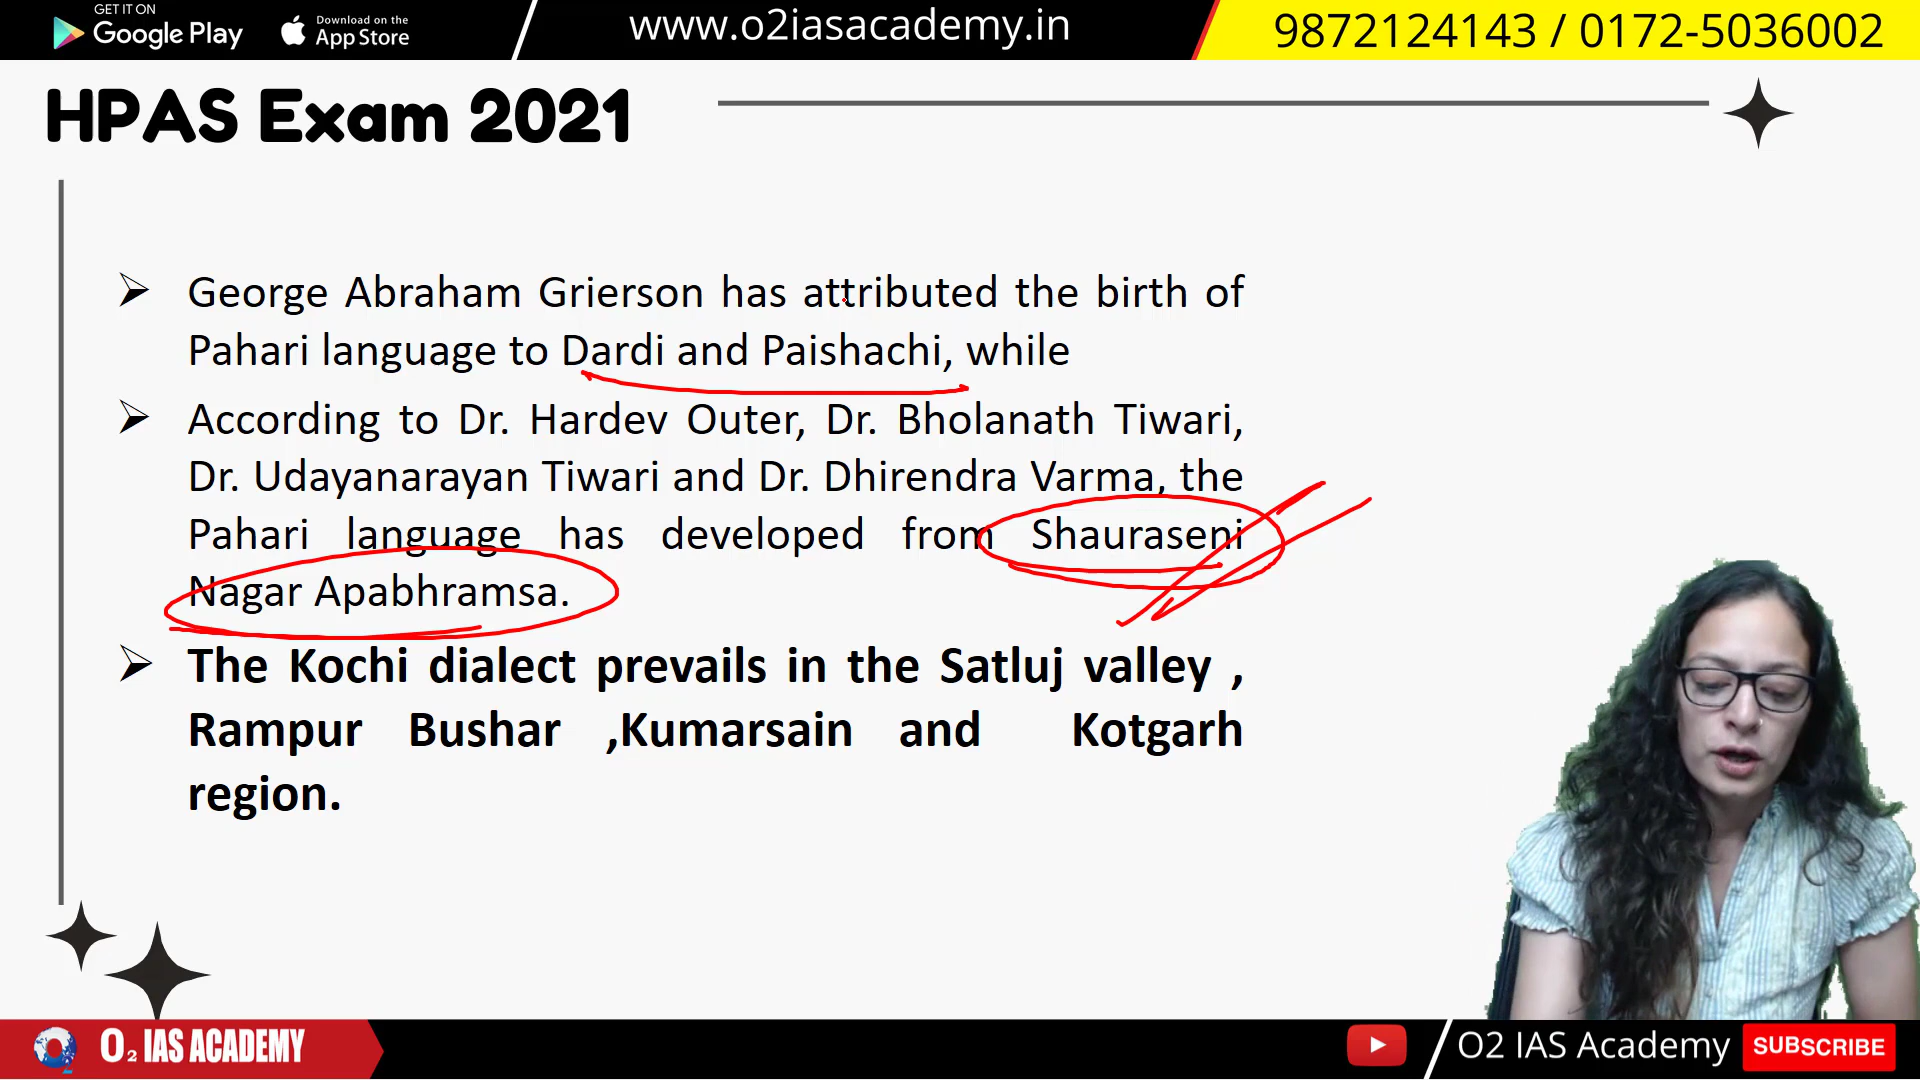 GET IT ON
Google Play
Download on the
App Store
www.o2iasacademy.in
9872124143 / 0172-5036002
HPAS Exam 2021
George Abraham Grierson has attributed the birth of
Pahari language to Dardi and Paishachi, while
According to Dr. Hardev Outer, Dr. Bholanath Tiwari,
Dr. Udayanarayan Tiwari and Dr. Dhirendra Varma, the
Pahari language has developed from Shauraseni
Nagar Apabhramsa.
The Kochi dialect prevails in the Satluj valley ,
Rampur Bushar ,Kumarsain and Kotgarh
region.
O2 IAS ACADEMY
O2 IAS Academy
SUBSCRIBE